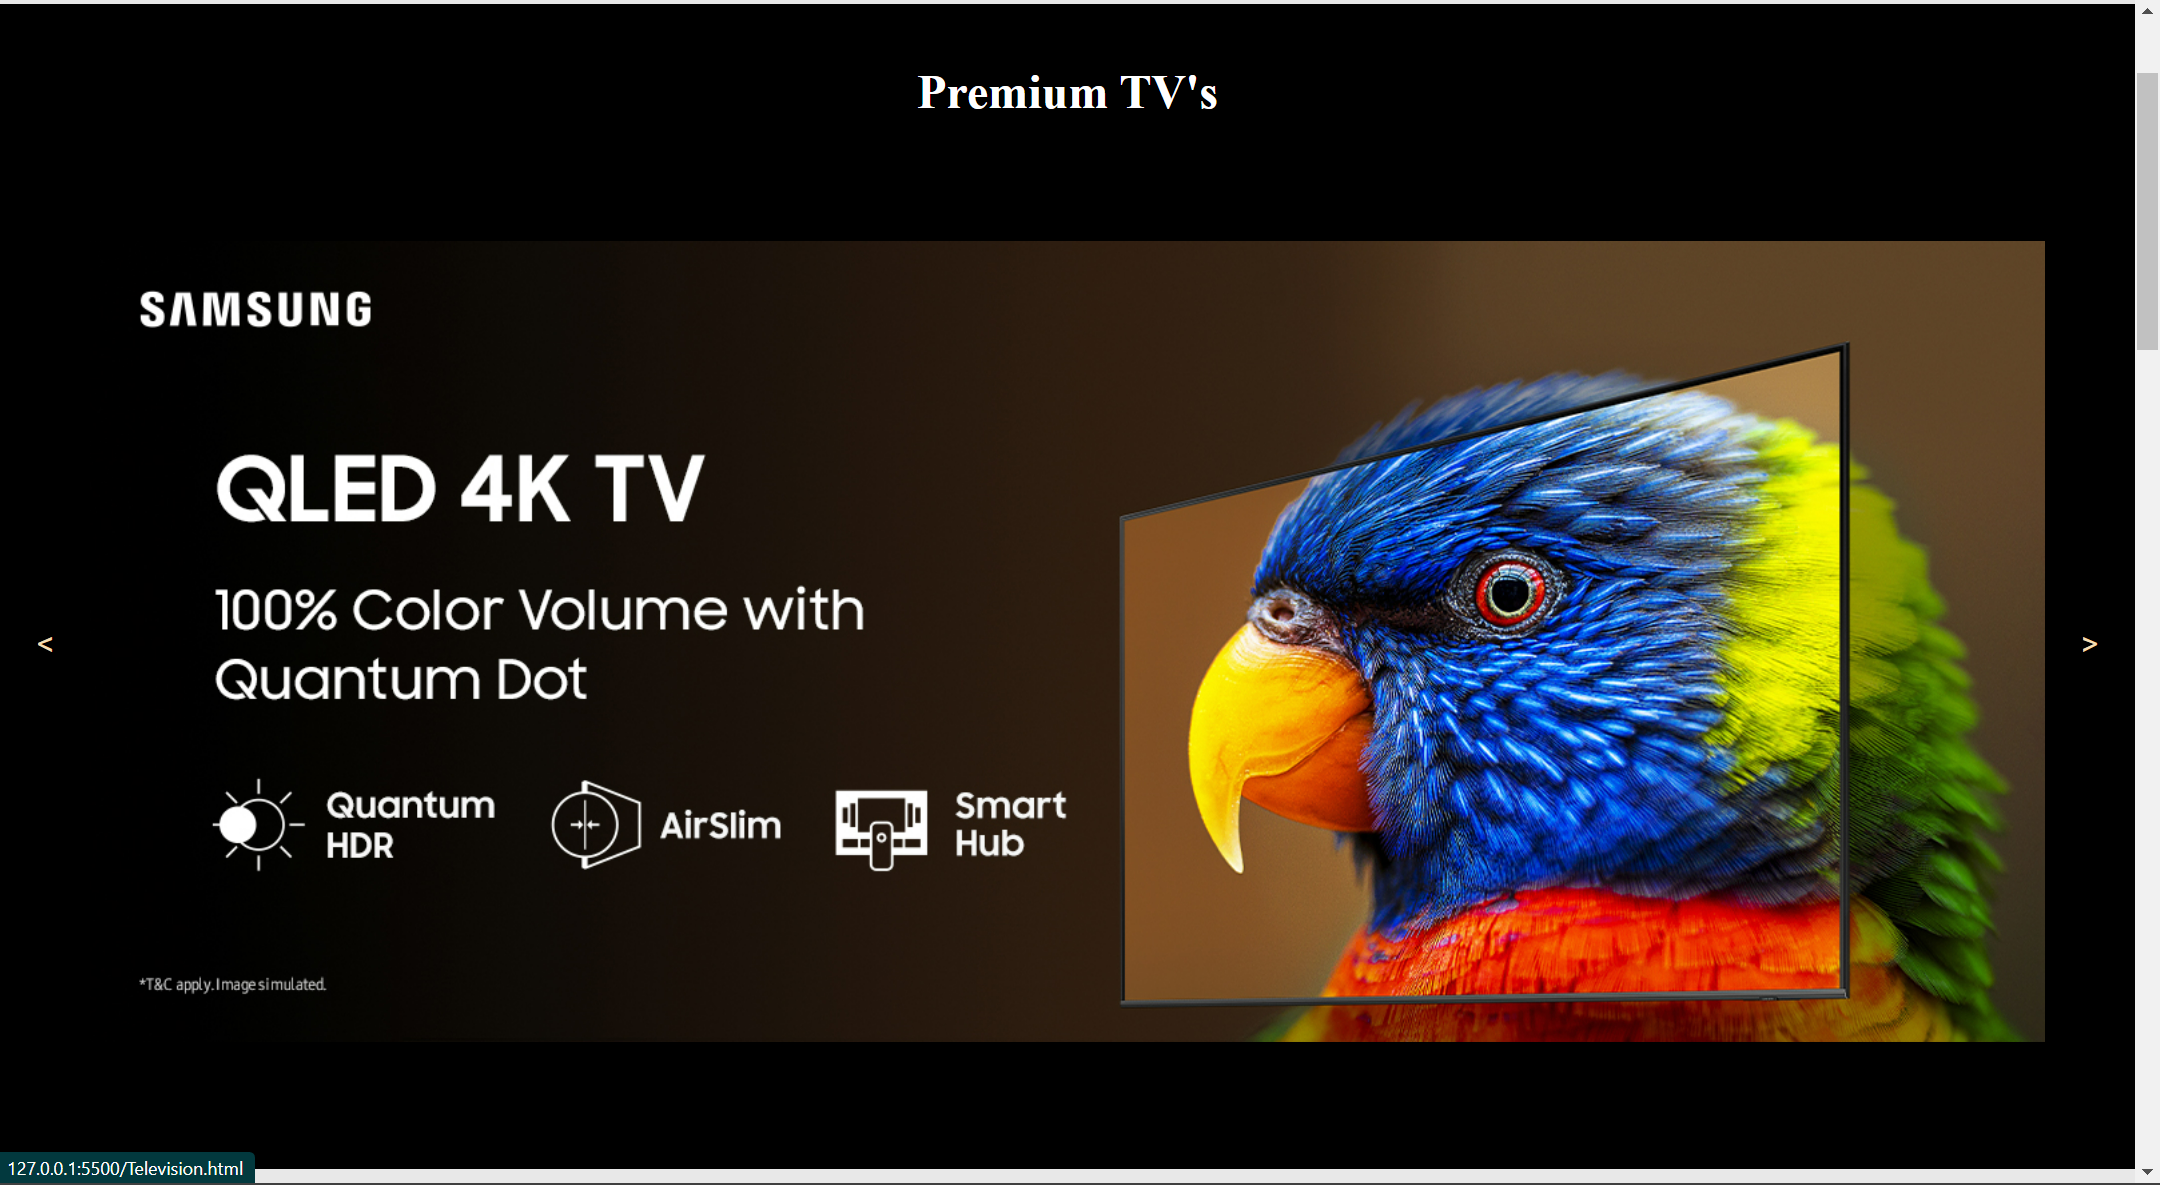 Premium TV's
SAMSUNG
QLED 4K TV
100% Color Volume with
Quantum Dot
<
>
Quantum
HDR
AirSlim
Smart
Hub
*T&C apply. Image simulated.
127.0.0.1:5500/Television.html